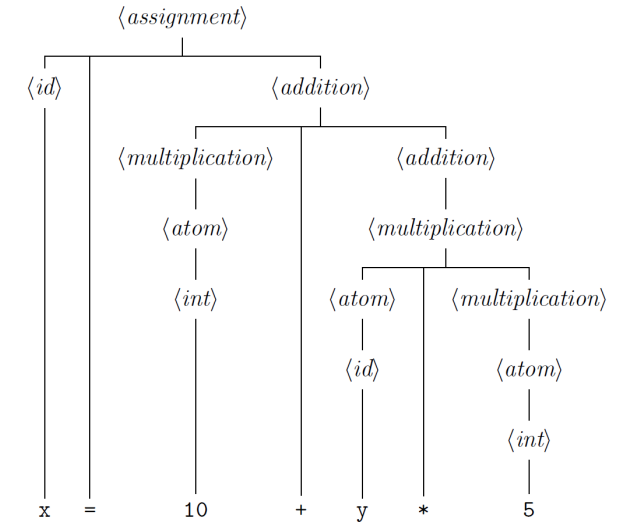 ⟨assignment⟩
⟨id⟩ ⟨addition⟩
⟨multiplication⟩ ⟨addition⟩
⟨atom⟩ ⟨multiplication⟩
⟨int⟩ ⟨atom⟩ ⟨multiplication⟩
⟨id⟩ ⟨atom⟩
⟨int⟩
x = 10 + y * 5